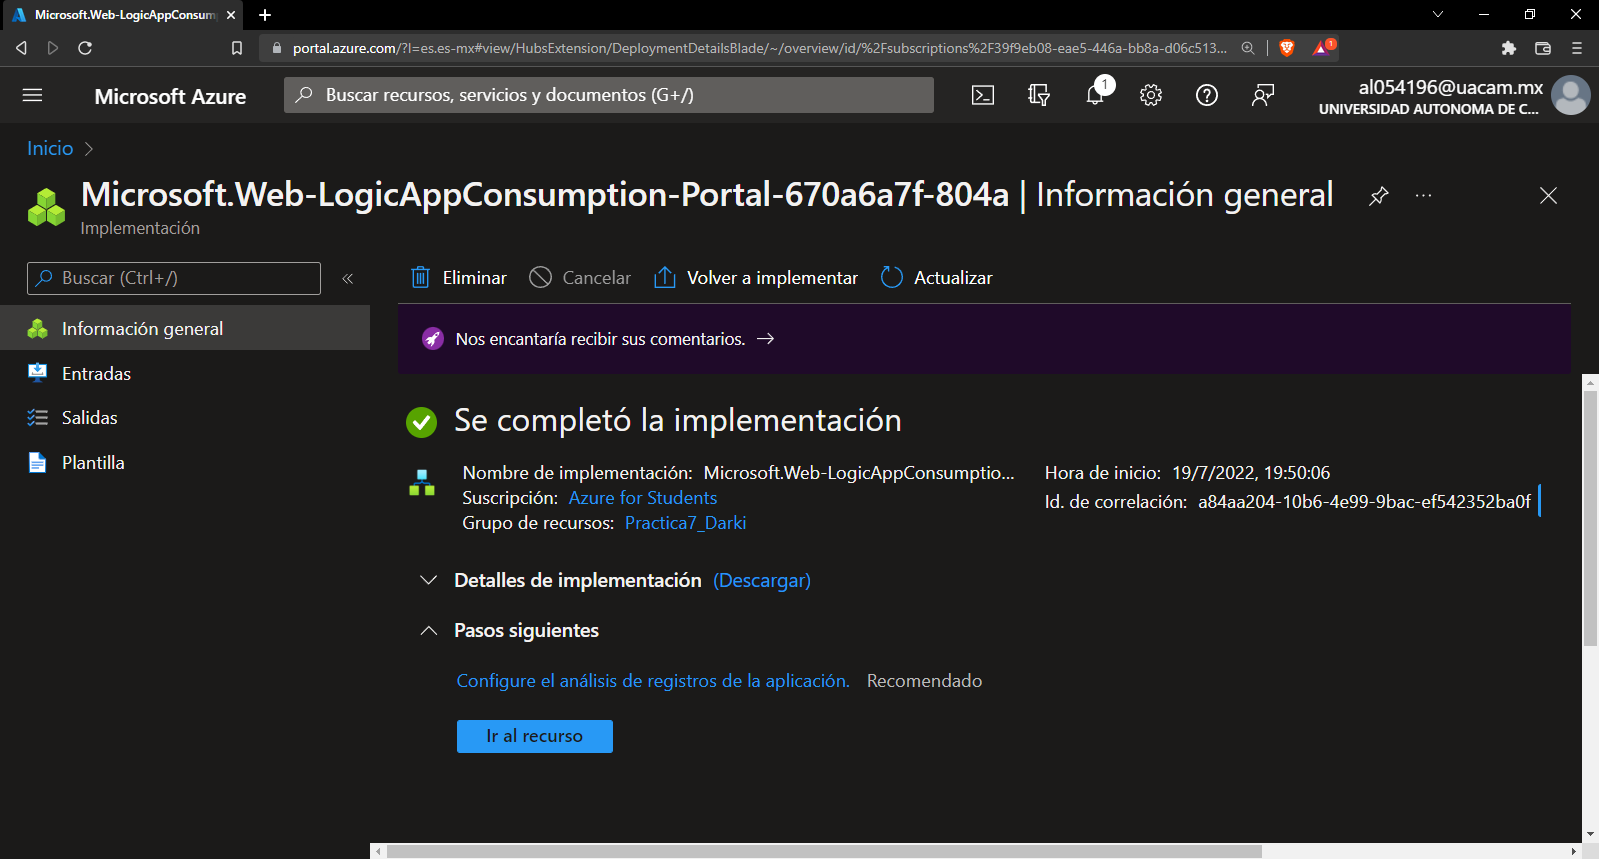 Microsoft.Web-LogicAppConsump
portal.azure.com/?l=es.es-mx#view/HubsExtension/DeploymentDetailsBlade/~/overview/id/%2Fsubscriptions%2F39f9eb08-eae5-446a-bb8a-d06c513...
1
Microsoft Azure
Buscar recursos, servicios y documentos (G+/)
1
al054196@uacam.mx
UNIVERSIDAD AUTONOMA DE C...
Inicio
Microsoft.Web-LogicAppConsumption-Portal-670a6a7f-804a | Información general
...
Implementación
Buscar (Ctrl+/)
«
Eliminar
Cancelar
Volver a implementar
Actualizar
Información general
Entradas
Salidas
Plantilla
Nos encantaría recibir sus comentarios. →
Se completó la implementación
Nombre de implementación: Microsoft.Web-LogicAppConsumptio...
Suscripción: Azure for Students
Grupo de recursos: Practica7_Darki
Hora de inicio: 19/7/2022, 19:50:06
Id. de correlación: a84aa204-10b6-4e99-9bac-ef542352ba0f
Detalles de implementación (Descargar)
Pasos siguientes
Configure el análisis de registros de la aplicación. Recomendado
Ir al recurso